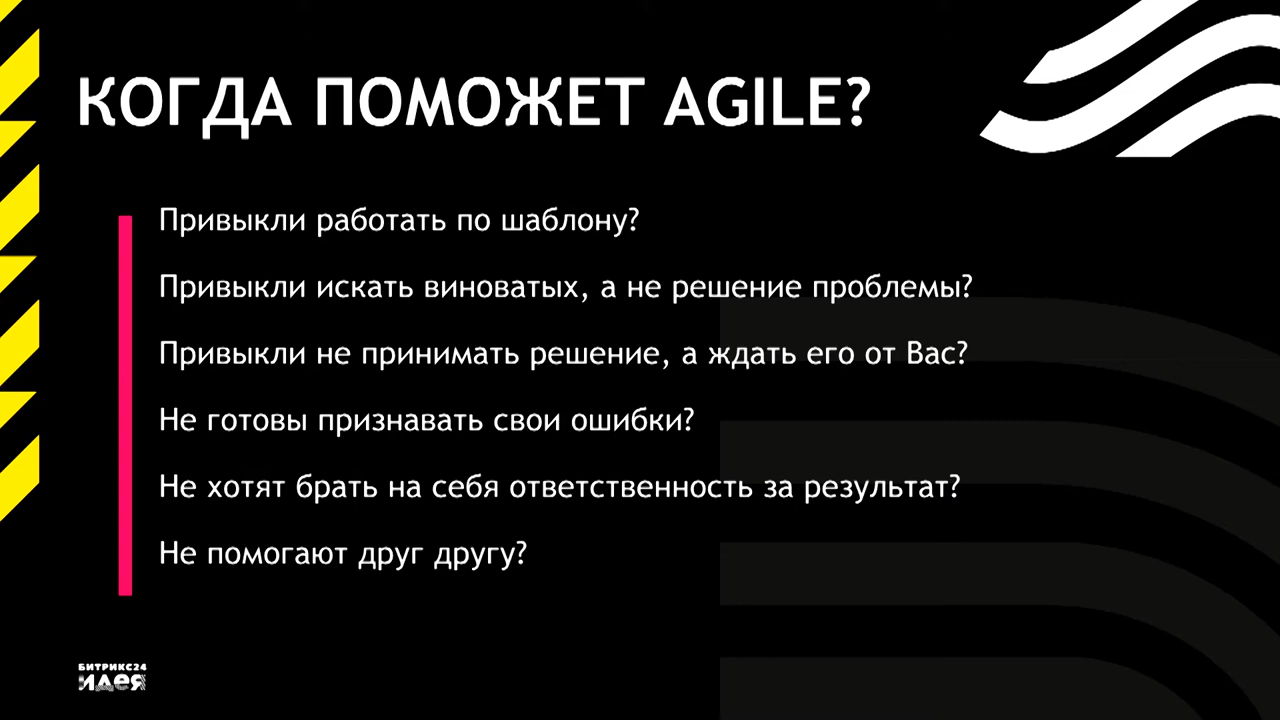 КОГДА ПОМОЖЕТ AGILE?
Привыкли работать по шаблону?
Привыкли искать виноватых, а не решение проблемы?
Привыкли не принимать решение, а ждать его от Вас?
Не готовы признавать свои ошибки?
Не хотят брать на себя ответственность за результат?
Не помогают друг другу?
БИТРИКС24
идея